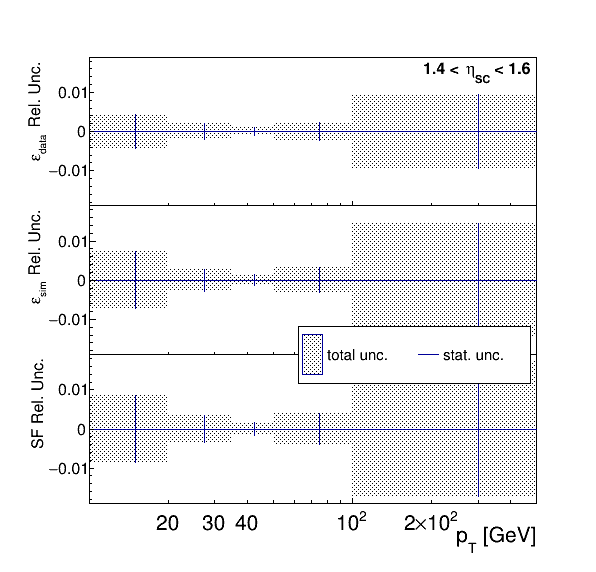 1.4 < η_SC < 1.6
ε_data Rel. Unc.
0.01
0
−0.01
ε_sim Rel. Unc.
0.01
0
−0.01
total unc.
stat. unc.
SF Rel. Unc.
0.01
0
−0.01
20 30 40 10² 2×10²
p_T [GeV]